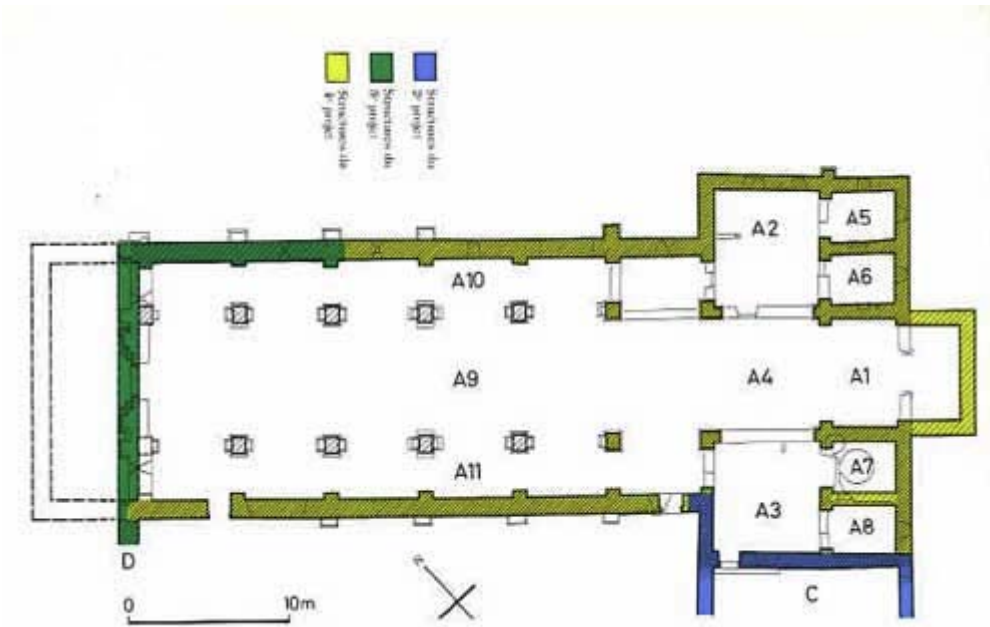 Structures du
4ᵉ projet
Structures du
3ᵉ projet
Structures du
2ᵉ projet
A2
A5
A6
A10
A9
A4
A1
A11
A7
A3
A8
D
C
N
0 10m